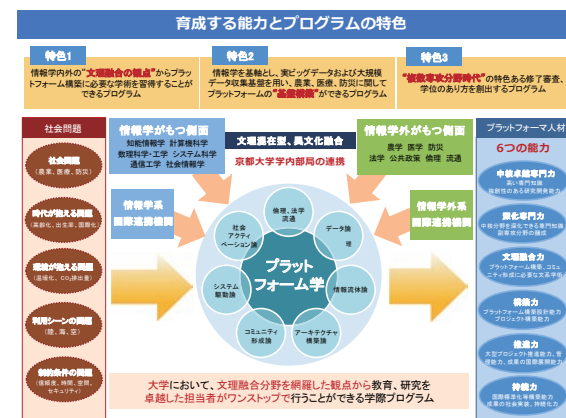 育成する能力とプログラムの特色
特色1
情報学内外の“文理融合の観点”からプラッ
トフォーム構築に必要な学術を習得することが
できるプログラム
特色2
情報学を基軸とし、実ビッグデータおよび大規模
データ収集基盤を用い、農業、医療、防災に関して
プラットフォームの“基盤構築”ができるプログラム
特色3
“複数専攻分野時代”の特色ある修了審査、
学位のあり方を創出するプログラム
社会問題
社会の問題
(農業、医療、防災)
時代が抱える問題
(高齢化、出生率、国際化)
環境が抱える問題
(温暖化、CO₂排出量)
利用シーンの問題
(陸、海、空)
制約条件の問題
(信頼度、時間、空間、
セキュリティ)
情報学がもつ側面
知能情報学 計算機科学
数理科学・工学 システム科学
通信工学 社会情報学
情報学系
国際連携機関
文理混在型、異文化融合
京都大学学内部局の連携
情報学外がもつ側面
農学 医学 防災
法学 公共政策 倫理 流通
情報学外系
国際連携機関
倫理、法学
流通
データ論
理
情報流体論
アーキテクチャ
構築論
コミュニティ
形成論
システム
駆動論
社会
アクティ
ベーション論
プラット
フォーム学
大学において、文理融合分野を網羅した観点から教育、研究を
卓越した担当者がワンストップで行うことができる学際プログラム
プラットフォーマ人材
6つの能力
中核卓越専門力
高い専門知識
独創性のある研究開発能力
深化専門力
中核分野を深化できる専門知識
副専攻分野の醸成
文理融合力
プラットフォーム構築、コミュ
ニティ形成に必要な文系学術
構築力
プラットフォーム構築設計能力
プロジェクト構築能力
推進力
大型プロジェクト推進能力、管
理能力、成果の国際展開能力
持続力
国際標準化等構築能力
成果の社会実装、持続化力